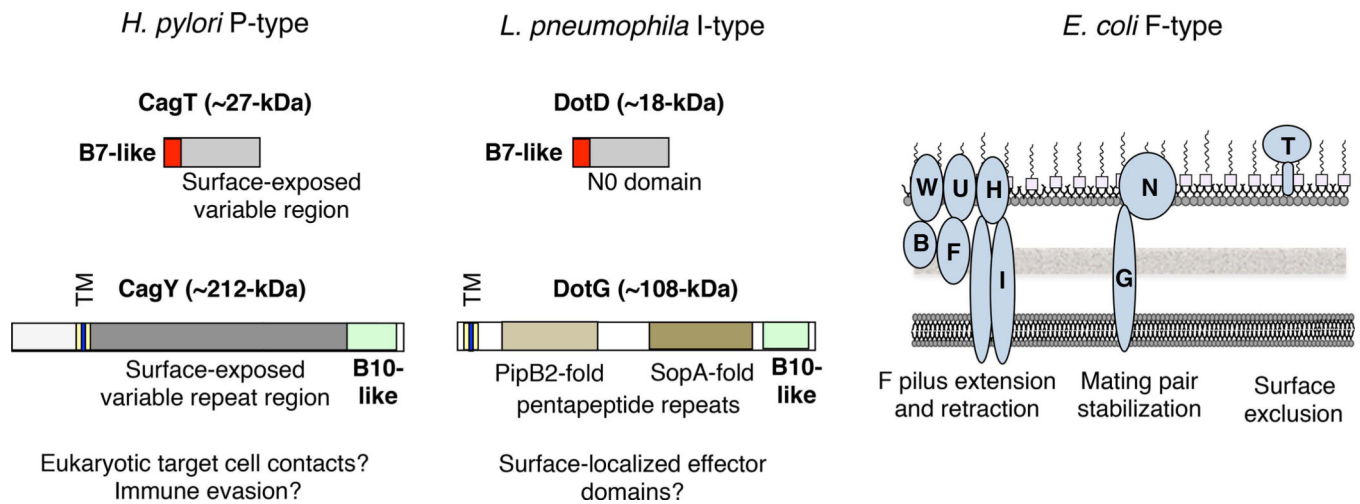 H. pylori P-type
CagT (~27-kDa)
B7-like
Surface-exposed
variable region
TM
CagY (~212-kDa)
Surface-exposed
variable repeat region
B10-
like
Eukaryotic target cell contacts?
Immune evasion?
L. pneumophila I-type
DotD (~18-kDa)
B7-like
N0 domain
TM
DotG (~108-kDa)
PipB2-fold
SopA-fold
pentapeptide repeats
B10-
like
Surface-localized effector
domains?
E. coli F-type
W
U
H
N
T
B
F
I
G
F pilus extension
and retraction
Mating pair
stabilization
Surface
exclusion